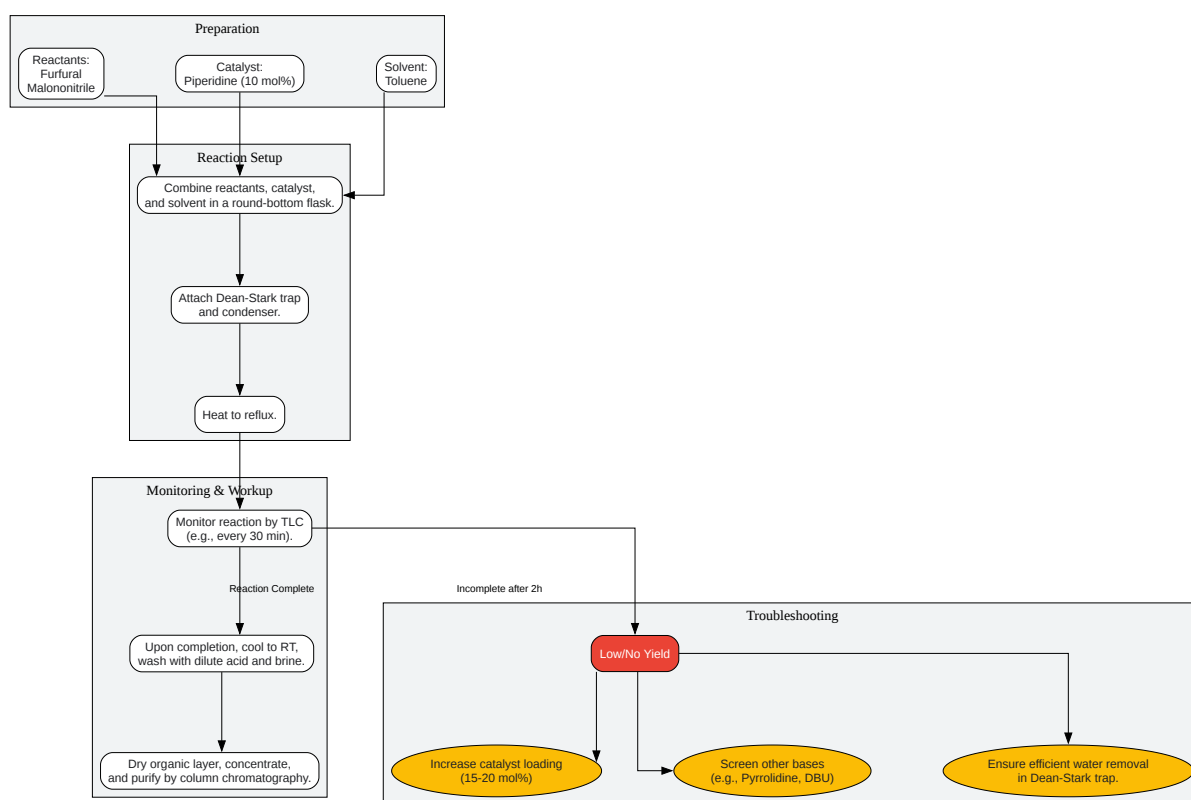 Preparation
Reactants:
Furfural
Malononitrile
Catalyst:
Piperidine (10 mol%)
Solvent:
Toluene
Reaction Setup
Combine reactants, catalyst,
and solvent in a round-bottom flask.
Attach Dean-Stark trap
and condenser.
Heat to reflux.
Monitoring & Workup
Monitor reaction by TLC
(e.g., every 30 min).
Reaction Complete
Incomplete after 2h
Upon completion, cool to RT,
wash with dilute acid and brine.
Dry organic layer, concentrate,
and purify by column chromatography.
Troubleshooting
Low/No Yield
Increase catalyst loading
(15-20 mol%)
Screen other bases
(e.g., Pyrrolidine, DBU)
Ensure efficient water removal
in Dean-Stark trap.